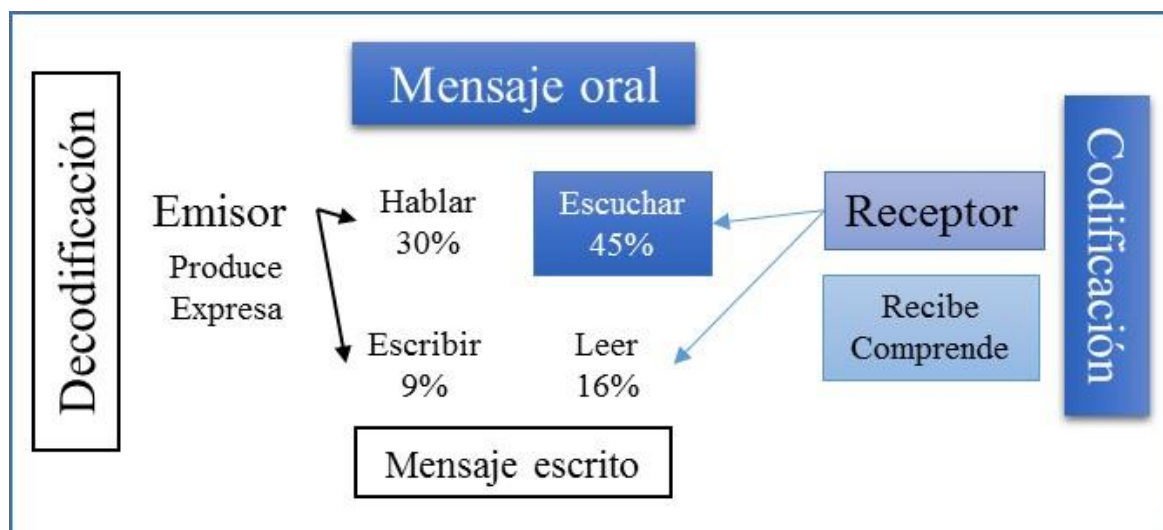 Mensaje oral
Decodificación
Emisor
Produce
Expresa
Hablar
30%
Escuchar
45%
Escribir
9%
Leer
16%
Receptor
Recibe
Comprende
Codificación
Mensaje escrito